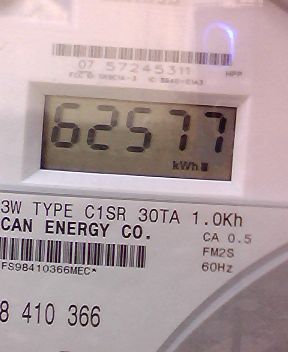 07 57245311
HPP
62577
kWh
3W TYPE C1SR 30TA 1.0Kh
CAN ENERGY CO.
CA 0.5
FM2S
60Hz
FS98410366MEC*
8 410 366